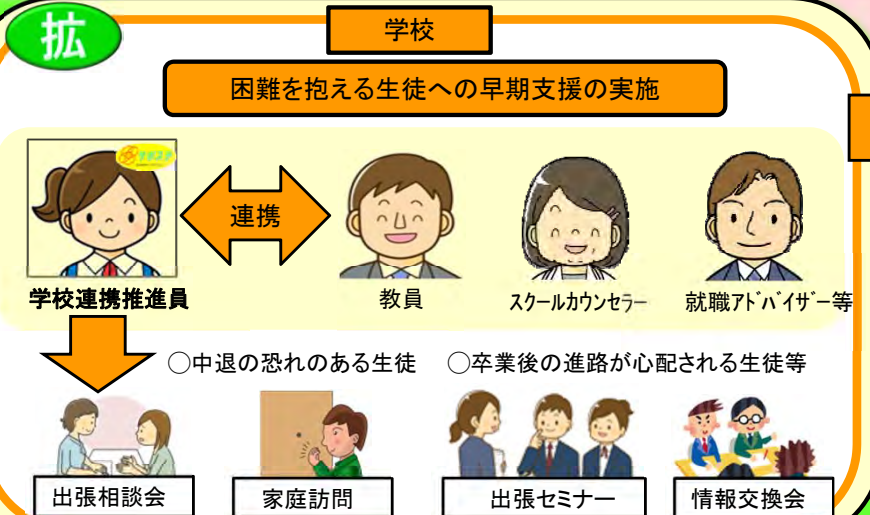 拡
学校
困難を抱える生徒への早期支援の実施
連携
学校連携推進員
教員
スクールカウンセラー
就職アドバイザー等
○中退の恐れのある生徒 ○卒業後の進路が心配される生徒等
出張相談会
家庭訪問
出張セミナー
情報交換会